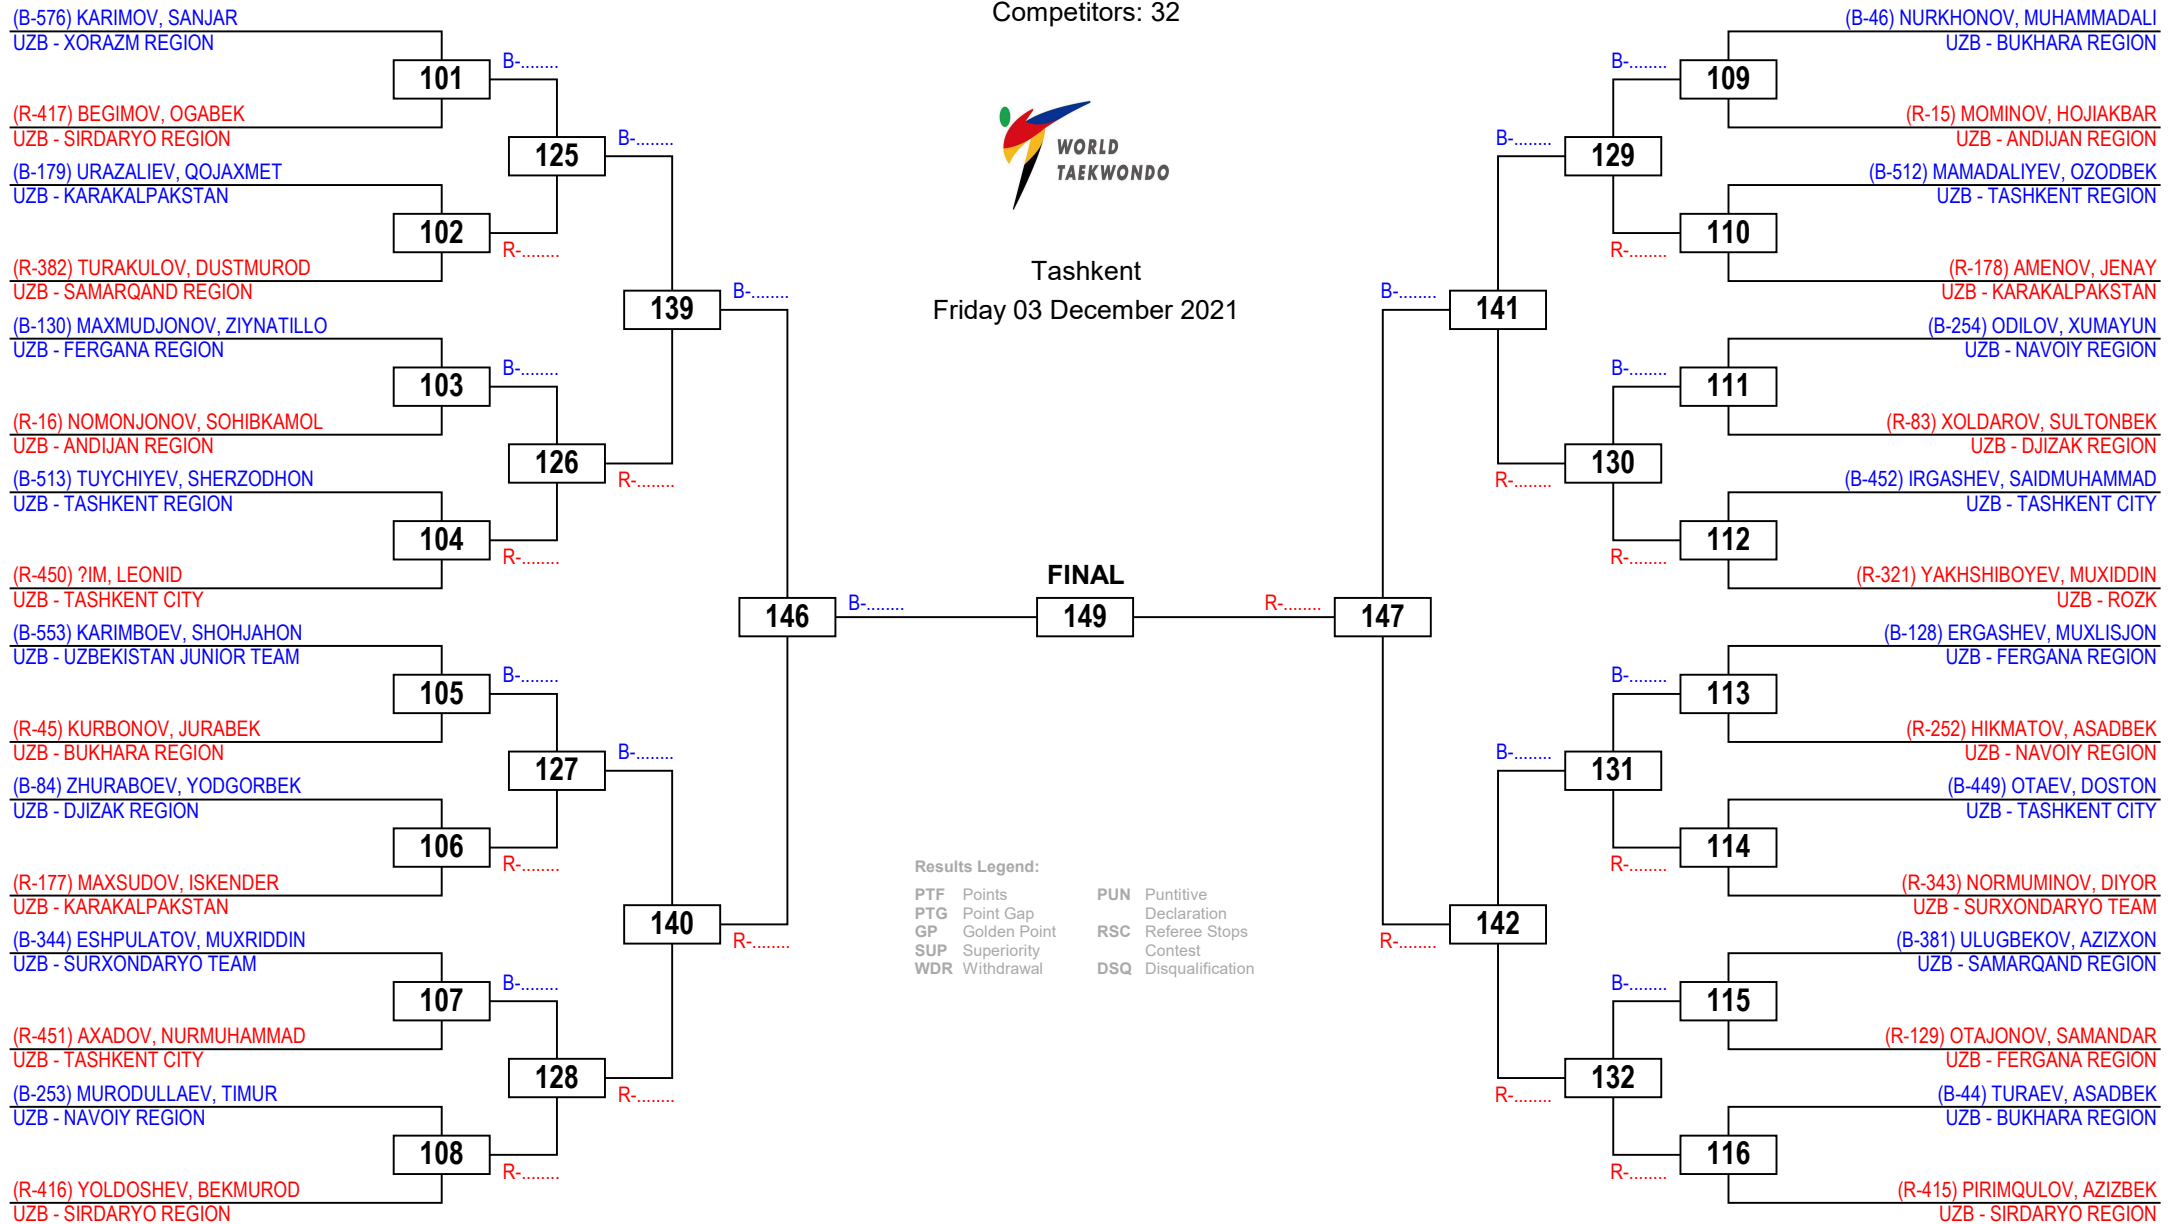 Competitors: 32
WORLD
TAEKWONDO
Tashkent
Friday 03 December 2021
(B-576) KARIMOV, SANJAR
UZB - XORAZM REGION
101
(R-417) BEGIMOV, OGABEK
UZB - SIRDARYO REGION
(B-179) URAZALIEV, QOJAXMET
UZB - KARAKALPAKSTAN
102
(R-382) TURAKULOV, DUSTMUROD
UZB - SAMARQAND REGION
(B-130) MAXMUDJONOV, ZIYNATILLO
UZB - FERGANA REGION
103
(R-16) NOMONJONOV, SOHIBKAMOL
UZB - ANDIJAN REGION
(B-513) TUYCHIYEV, SHERZODHON
UZB - TASHKENT REGION
104
(R-450) ?IM, LEONID
UZB - TASHKENT CITY
(B-553) KARIMBOEV, SHOHJAHON
UZB - UZBEKISTAN JUNIOR TEAM
105
(R-45) KURBONOV, JURABEK
UZB - BUKHARA REGION
(B-84) ZHURABOEV, YODGORBEK
UZB - DJIZAK REGION
106
(R-177) MAXSUDOV, ISKENDER
UZB - KARAKALPAKSTAN
(B-344) ESHPULATOV, MUXRIDDIN
UZB - SURXONDARYO TEAM
107
(R-451) AXADOV, NURMUHAMMAD
UZB - TASHKENT CITY
(B-253) MURODULLAEV, TIMUR
UZB - NAVOIY REGION
108
(R-416) YOLDOSHEV, BEKMUROD
UZB - SIRDARYO REGION
B-........
125
R-........
B-........
126
R-........
B-........
127
R-........
B-........
128
R-........
B-........
139
R-........
B-........
140
R-........
B-........
146
R-........
B-........
FINAL
149
R-........
B-........
147
R-........
B-........
141
R-........
B-........
142
R-........
B-........
129
R-........
B-........
130
R-........
B-........
131
R-........
B-........
132
R-........
(B-46) NURKHONOV, MUHAMMADALI
UZB - BUKHARA REGION
109
(R-15) MOMINOV, HOJIAKBAR
UZB - ANDIJAN REGION
(B-512) MAMADALIYEV, OZODBEK
UZB - TASHKENT REGION
110
(R-178) AMENOV, JENAY
UZB - KARAKALPAKSTAN
(B-254) ODILOV, XUMAYUN
UZB - NAVOIY REGION
111
(R-83) XOLDAROV, SULTONBEK
UZB - DJIZAK REGION
(B-452) IRGASHEV, SAIDMUHAMMAD
UZB - TASHKENT CITY
112
(R-321) YAKHSHIBOYEV, MUXIDDIN
UZB - ROZK
(B-128) ERGASHEV, MUXLISJON
UZB - FERGANA REGION
113
(R-252) HIKMATOV, ASADBEK
UZB - NAVOIY REGION
(B-449) OTAEV, DOSTON
UZB - TASHKENT CITY
114
(R-343) NORMUMINOV, DIYOR
UZB - SURXONDARYO TEAM
(B-381) ULUGBEKOV, AZIZXON
UZB - SAMARQAND REGION
115
(R-129) OTAJONOV, SAMANDAR
UZB - FERGANA REGION
(B-44) TURAEV, ASADBEK
UZB - BUKHARA REGION
116
(R-415) PIRIMQULOV, AZIZBEK
UZB - SIRDARYO REGION
Results Legend:
PTF Points
PTG Point Gap
GP Golden Point
SUP Superiority
WDR Withdrawal
PUN Puntitive
Declaration
RSC Referee Stops
Contest
DSQ Disqualification